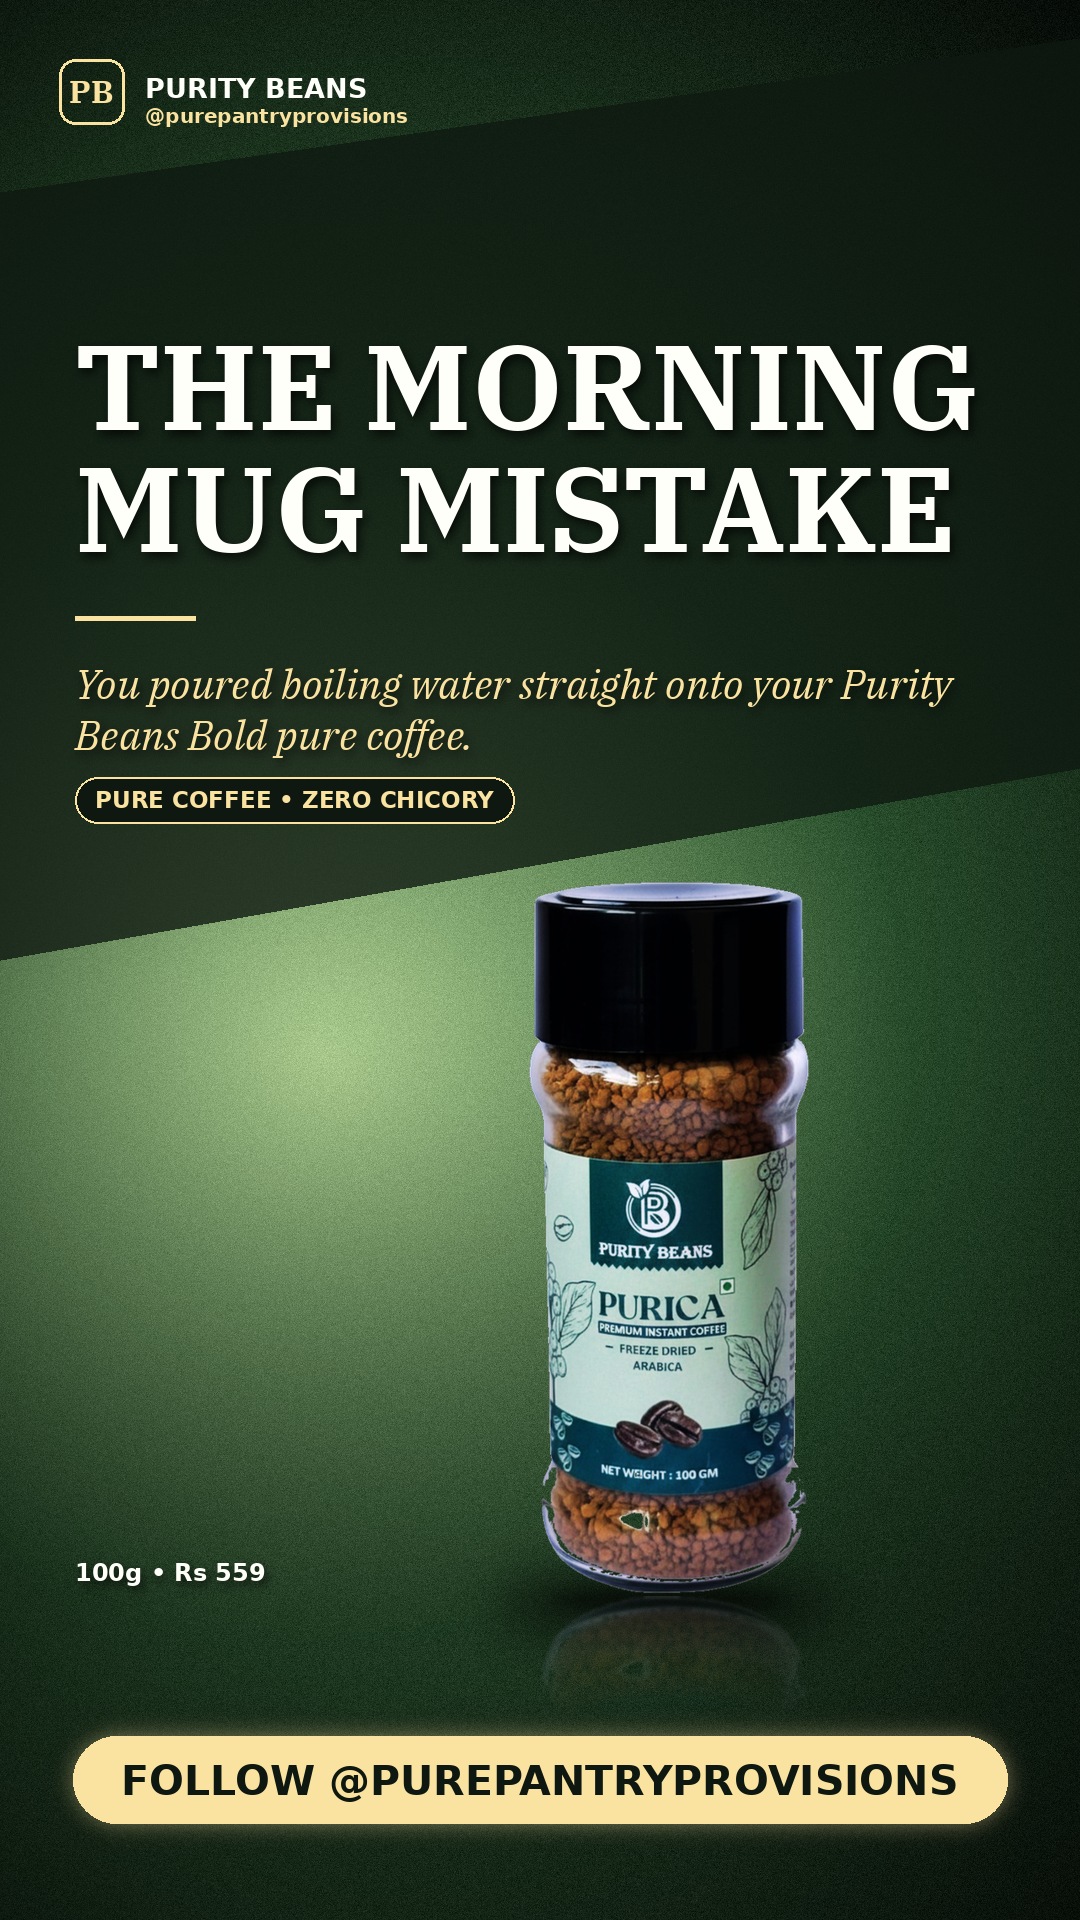 PB
PURITY BEANS
@purepantryprovisions
THE MORNING
MUG MISTAKE
You poured boiling water straight onto your Purity
Beans Bold pure coffee.
PURE COFFEE • ZERO CHICORY
PURITY BEANS
PURICA
PREMIUM INSTANT COFFEE
– FREEZE DRIED –
ARABICA
NET WEIGHT : 100 GM
100g • Rs 559
FOLLOW @PUREPANTRYPROVISIONS